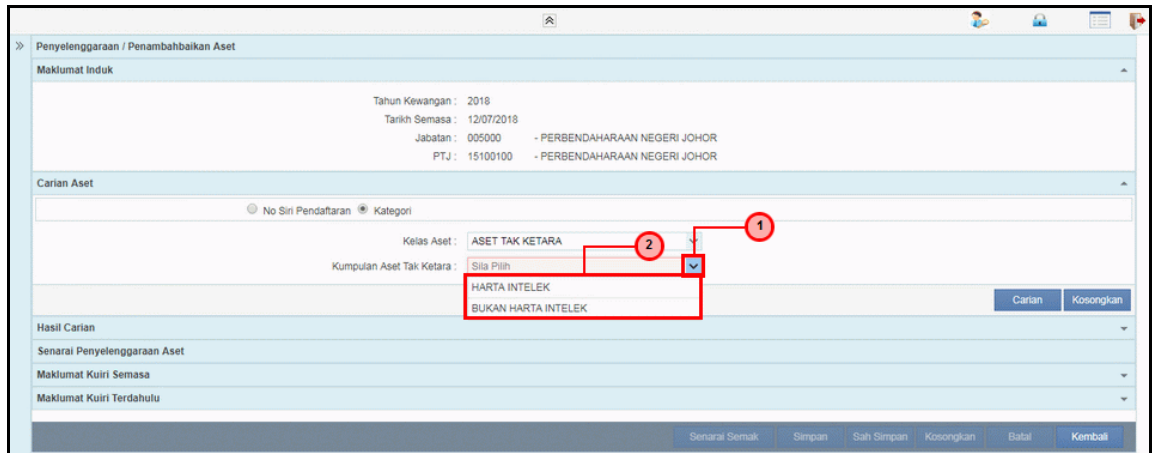 Penyelenggaraan / Penambahbaikan Aset
Maklumat Induk
Tahun Kewangan : 2018
Tarikh Semasa : 12/07/2018
Jabatan : 005000 - PERBENDAHARAAN NEGERI JOHOR
PTJ : 15100100 - PERBENDAHARAAN NEGERI JOHOR
Carian Aset
No Siri Pendaftaran Kategori
1
Kelas Aset : ASET TAK KETARA
2
Kumpulan Aset Tak Ketara : Sila Pilih
HARTA INTELEK
BUKAN HARTA INTELEK
Carian Kosongkan
Hasil Carian
Senarai Penyelenggaraan Aset
Maklumat Kuiri Semasa
Maklumat Kuiri Terdahulu
Senarai Semak Simpan Sah Simpan Kosongkan Batal Kembali